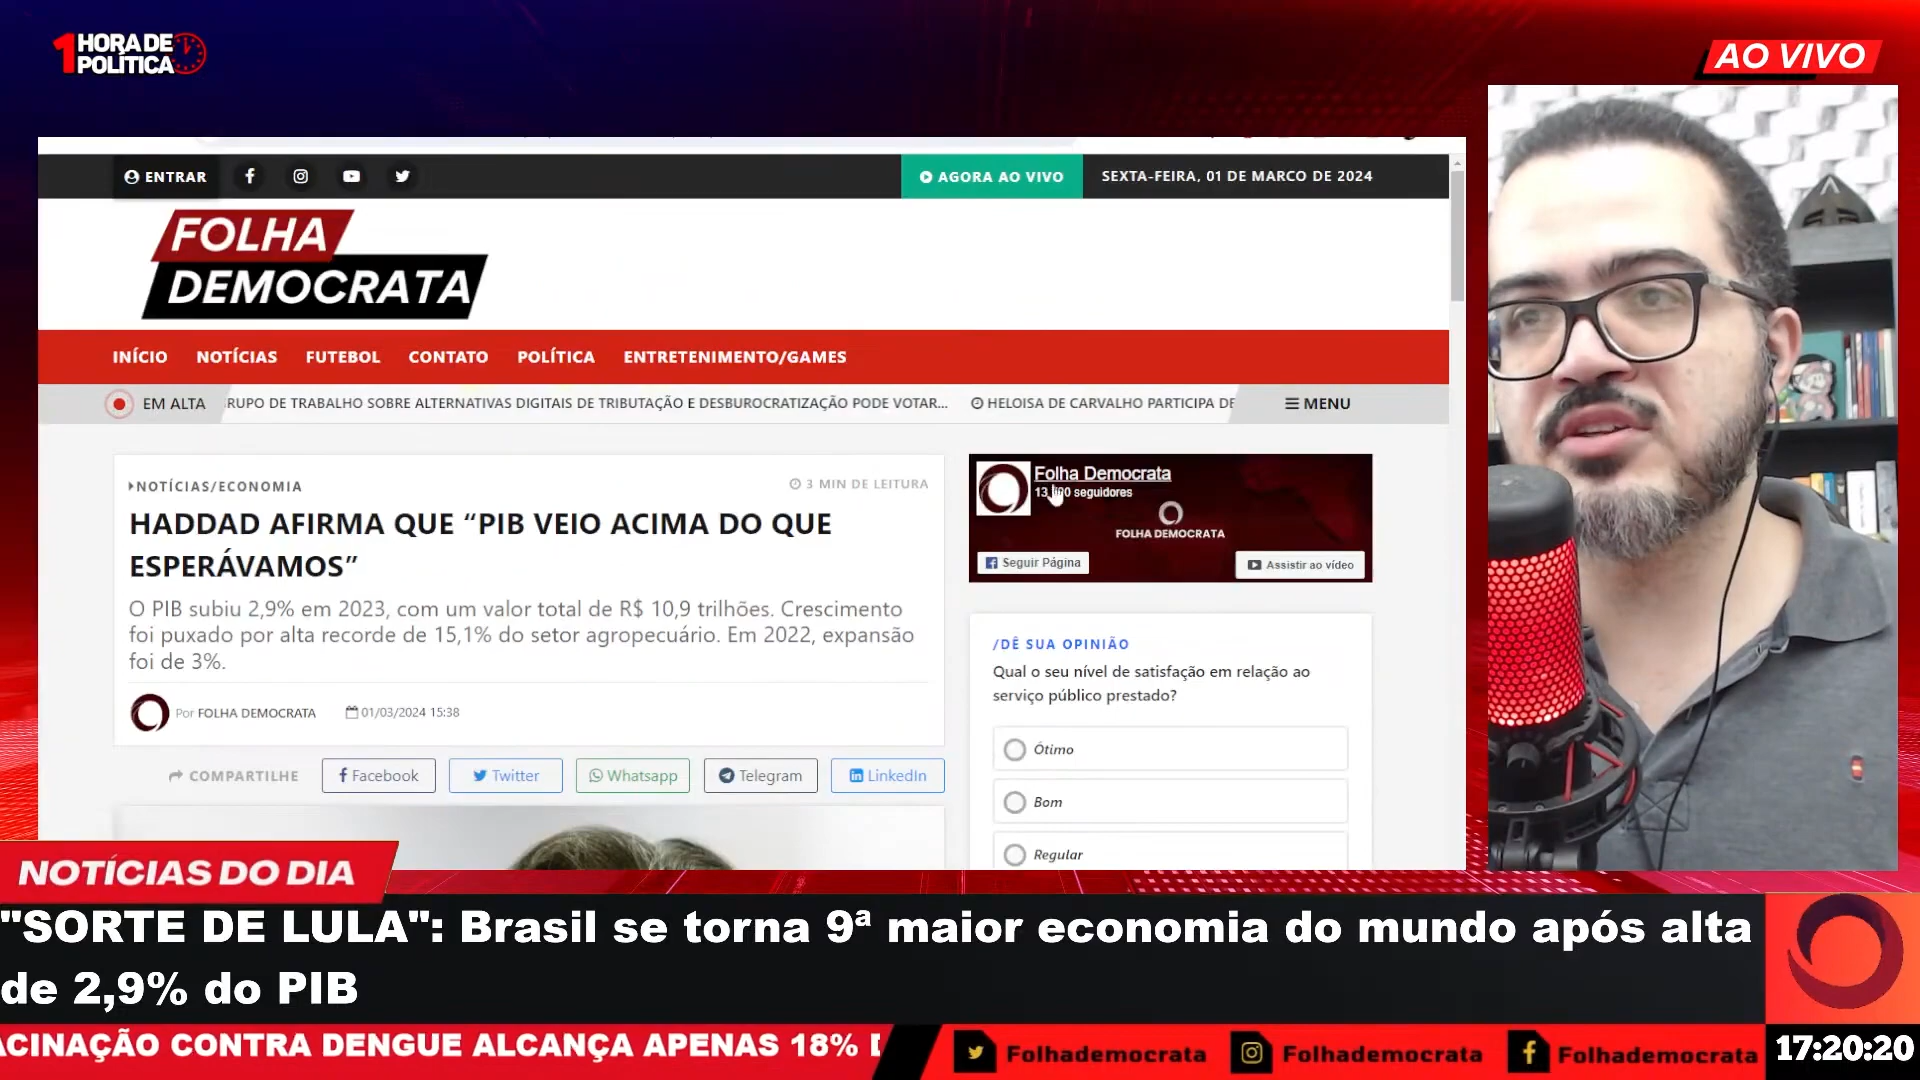 1 HORA DE POLÍTICA
AO VIVO
ENTRAR
AGORA AO VIVO
SEXTA-FEIRA, 01 DE MARCO DE 2024
FOLHA
DEMOCRATA
INÍCIO NOTÍCIAS FUTEBOL CONTATO POLÍTICA ENTRETENIMENTO/GAMES
EM ALTA RUPO DE TRABALHO SOBRE ALTERNATIVAS DIGITAIS DE TRIBUTAÇÃO E DESBUROCRATIZAÇÃO PODE VOTAR... HELOISA DE CARVALHO PARTICIPA DE MENU
NOTÍCIAS/ECONOMIA
3 MIN DE LEITURA
HADDAD AFIRMA QUE “PIB VEIO ACIMA DO QUE
ESPERÁVAMOS”
O PIB subiu 2,9% em 2023, com um valor total de R$ 10,9 trilhões. Crescimento
foi puxado por alta recorde de 15,1% do setor agropecuário. Em 2022, expansão
foi de 3%.
Por FOLHA DEMOCRATA 01/03/2024 15:38
COMPARTILHE Facebook Twitter Whatsapp Telegram LinkedIn
Folha Democrata
seguidores
FOLHA DEMOCRATA
Seguir Página
Assistir ao vídeo
/DÊ SUA OPINIÃO
Qual o seu nível de satisfação em relação ao
serviço público prestado?
Ótimo
Bom
Regular
NOTÍCIAS DO DIA
"SORTE DE LULA": Brasil se torna 9ª maior economia do mundo após alta
de 2,9% do PIB
ACINAÇÃO CONTRA DENGUE ALCANÇA APENAS 18% D
Folhademocrata Folhademocrata Folhademocrata
17:20:20